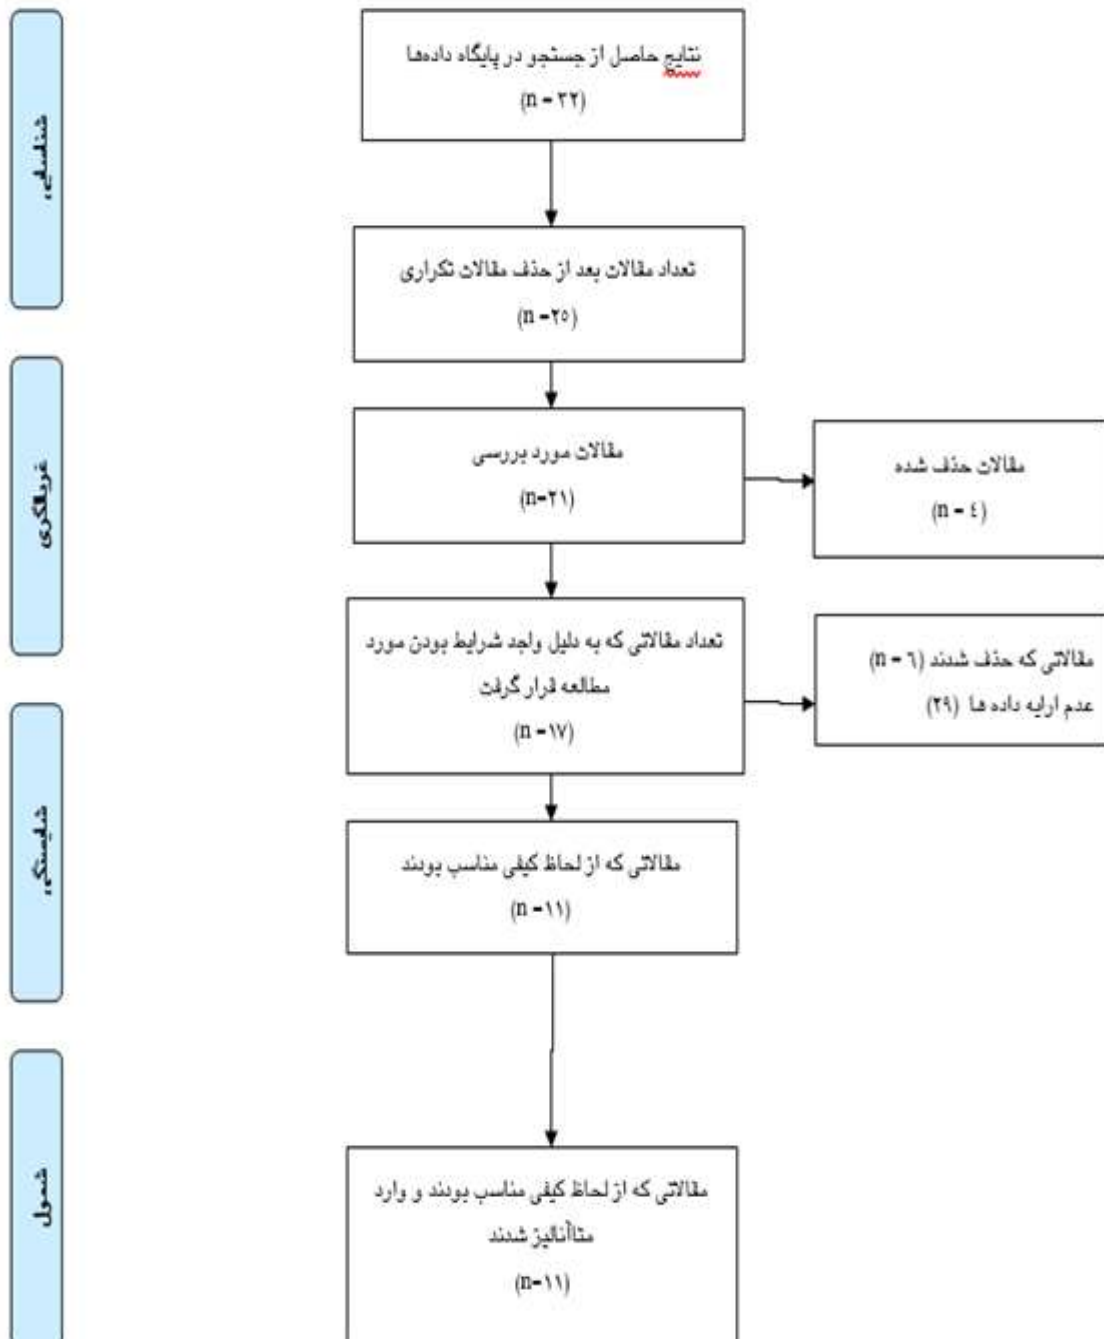 شناسایی
نتایج حاصل از جستجو در پایگاه داده‌ها
(n = ۳۲)
تعداد مقالات بعد از حذف مقالات تکراری
(n =۲۵)
غربالگری
مقالات مورد بررسی
(n=۲۱)
مقالات حذف شده
(n = ٤)
تعداد مقالاتی که به دلیل واجد شرایط بودن مورد
مطالعه قرار گرفت
(n =۱۷)
مقالاتی که حذف شدند (n = ٦)
عدم ارایه داده ها (۲۹)
شایستگی
مقالاتی که از لحاظ کیفی مناسب بودند
(n =۱۱)
شمول
مقالاتی که از لحاظ کیفی مناسب بودند و وارد
متاآنالیز شدند
(n=۱۱)